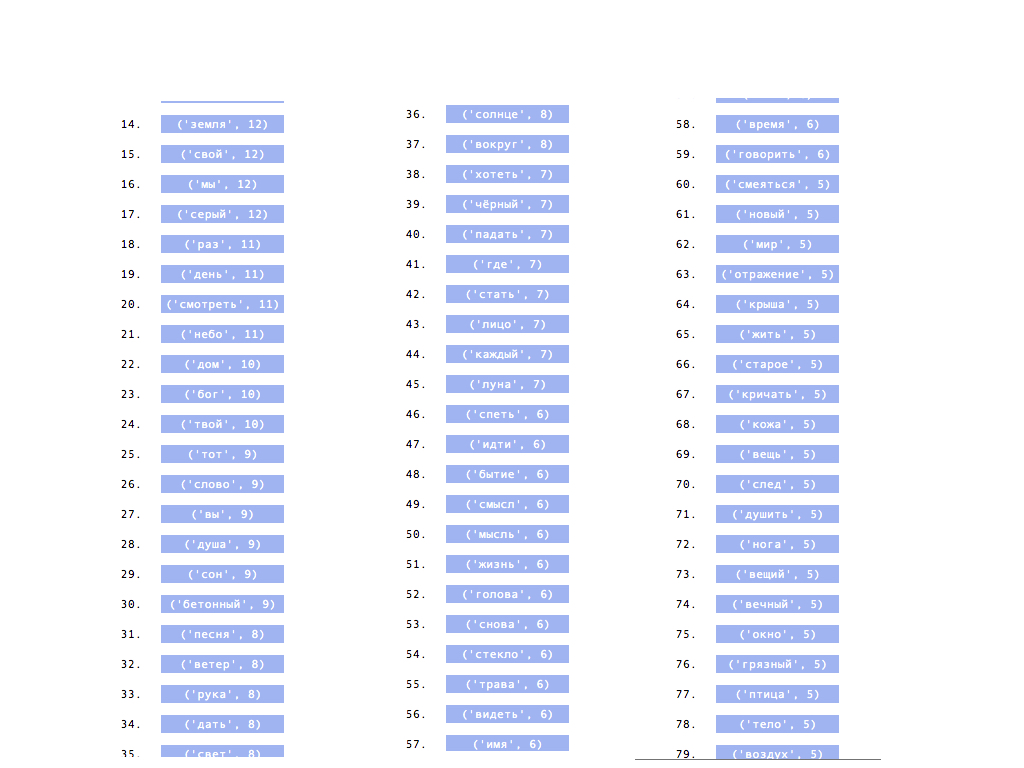 14. ('земля', 12)
15. ('свой', 12)
16. ('мы', 12)
17. ('серый', 12)
18. ('раз', 11)
19. ('день', 11)
20. ('смотреть', 11)
21. ('небо', 11)
22. ('дом', 10)
23. ('бог', 10)
24. ('твой', 10)
25. ('тот', 9)
26. ('слово', 9)
27. ('вы', 9)
28. ('душа', 9)
29. ('сон', 9)
30. ('бетонный', 9)
31. ('песня', 8)
32. ('ветер', 8)
33. ('рука', 8)
34. ('дать', 8)
35. ('свет', 8)
36. ('солнце', 8)
37. ('вокруг', 8)
38. ('хотеть', 7)
39. ('чёрный', 7)
40. ('падать', 7)
41. ('где', 7)
42. ('стать', 7)
43. ('лицо', 7)
44. ('каждый', 7)
45. ('луна', 7)
46. ('спеть', 6)
47. ('идти', 6)
48. ('бытие', 6)
49. ('смысл', 6)
50. ('мысль', 6)
51. ('жизнь', 6)
52. ('голова', 6)
53. ('снова', 6)
54. ('стекло', 6)
55. ('трава', 6)
56. ('видеть', 6)
57. ('имя', 6)
58. ('время', 6)
59. ('говорить', 6)
60. ('смеяться', 5)
61. ('новый', 5)
62. ('мир', 5)
63. ('отражение', 5)
64. ('крыша', 5)
65. ('жить', 5)
66. ('старое', 5)
67. ('кричать', 5)
68. ('кожа', 5)
69. ('вещь', 5)
70. ('след', 5)
71. ('душить', 5)
72. ('нога', 5)
73. ('вещий', 5)
74. ('вечный', 5)
75. ('окно', 5)
76. ('грязный', 5)
77. ('птица', 5)
78. ('тело', 5)
79. ('воздух', 5)